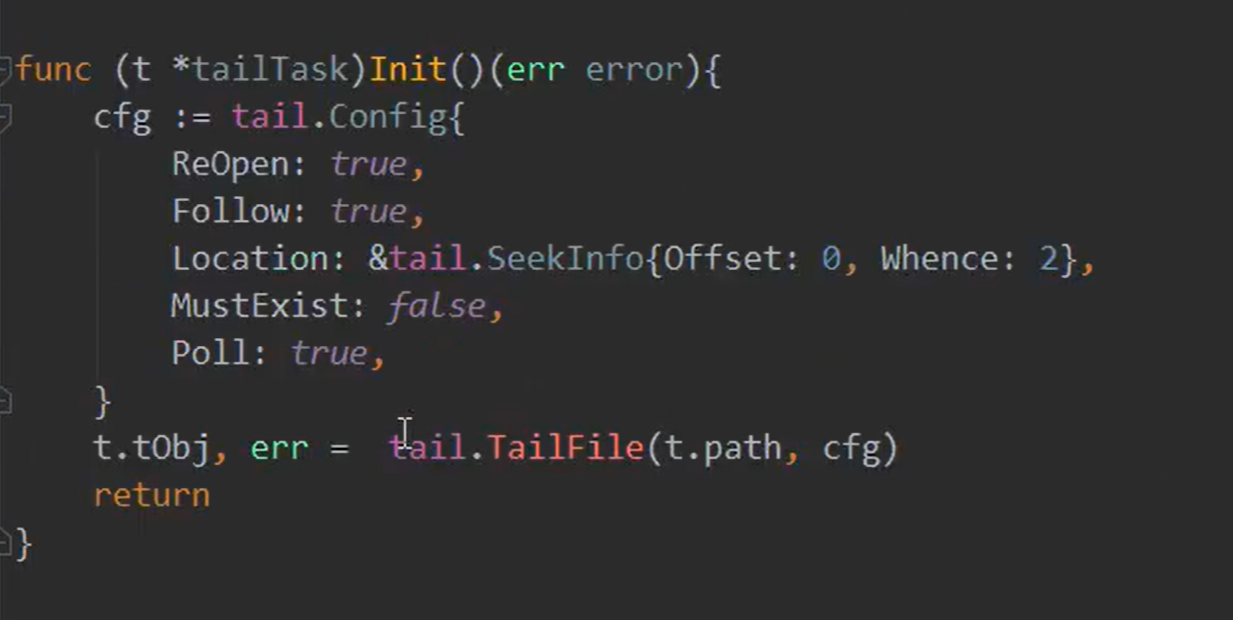 func (t *tailTask)Init()(err error){
    cfg := tail.Config{
        ReOpen: true,
        Follow: true,
        Location: &tail.SeekInfo{Offset: 0, Whence: 2},
        MustExist: false,
        Poll: true,
    }
    t.tObj, err =  tail.TailFile(t.path, cfg)
    return
}